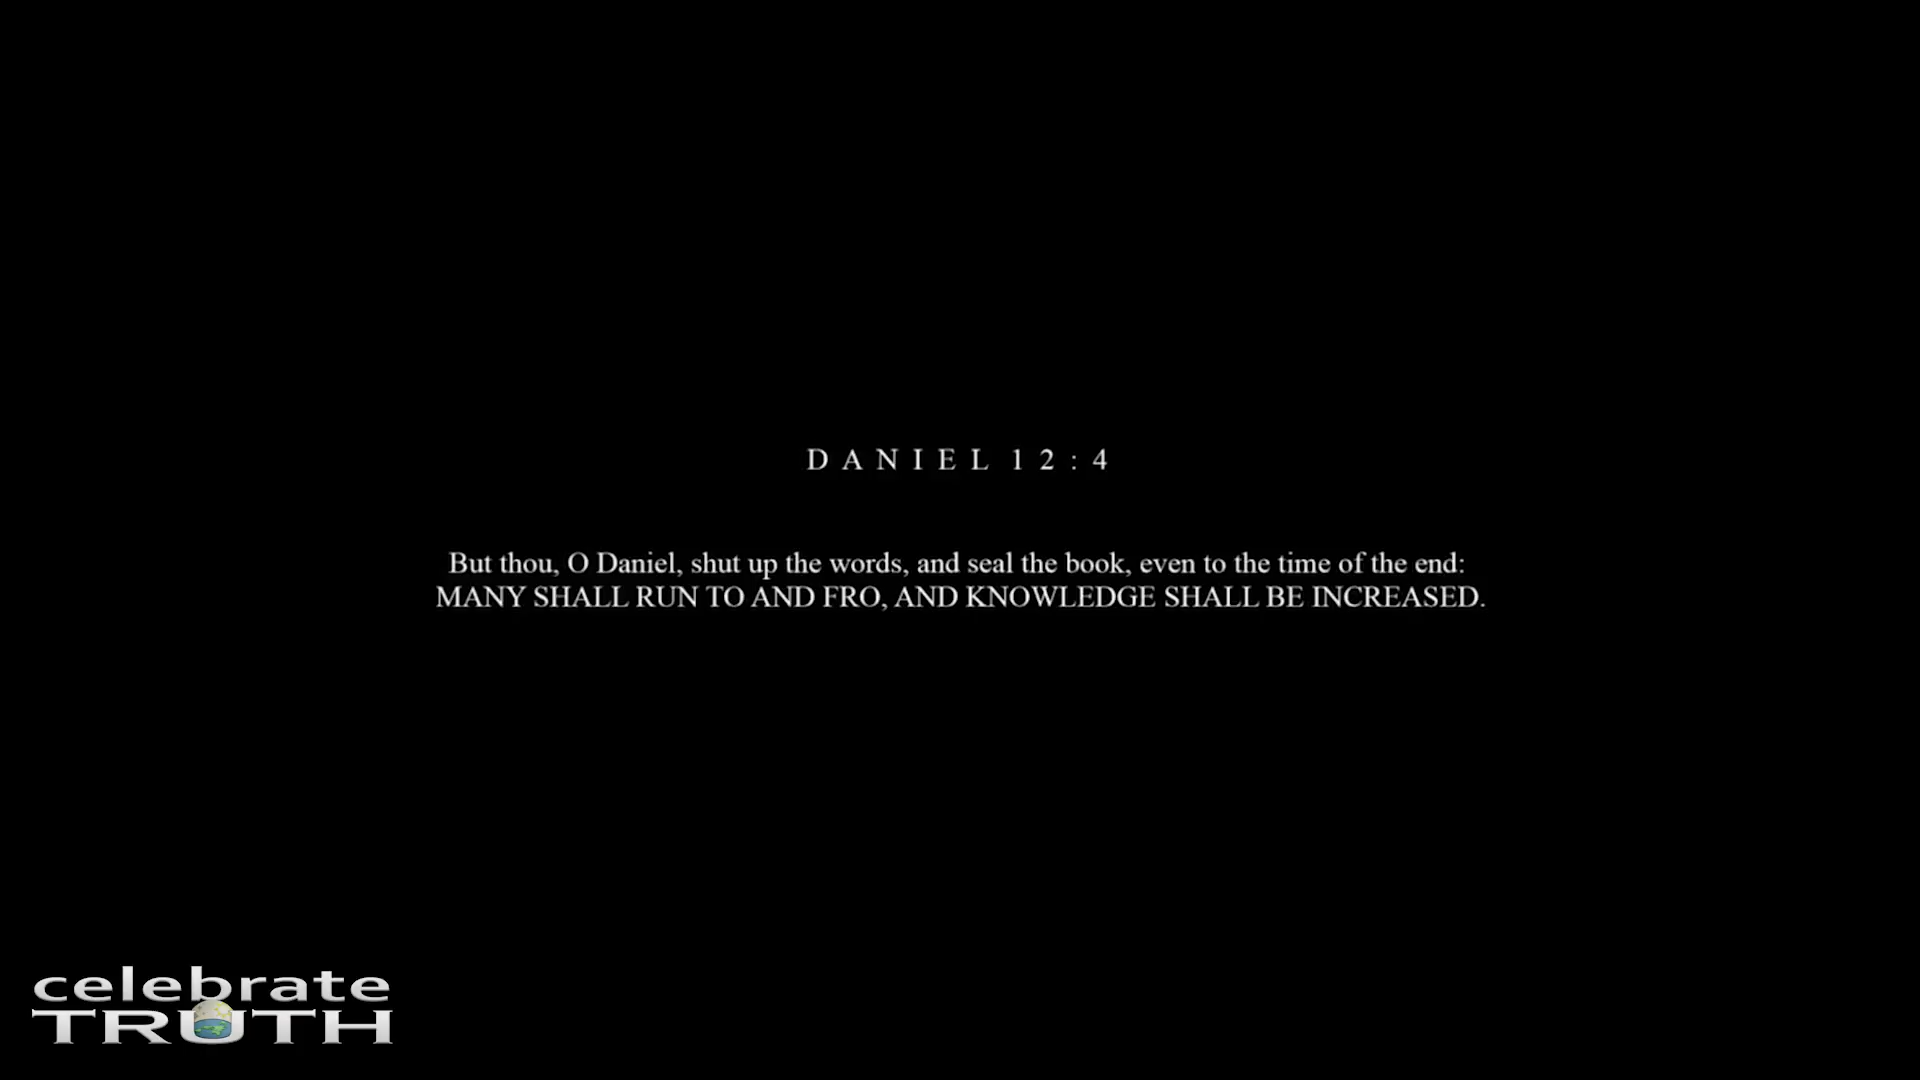 DANIEL 12:4
But thou, O Daniel, shut up the words, and seal the book, even to the time of the end:
MANY SHALL RUN TO AND FRO, AND KNOWLEDGE SHALL BE INCREASED.
celebrate
TRUTH